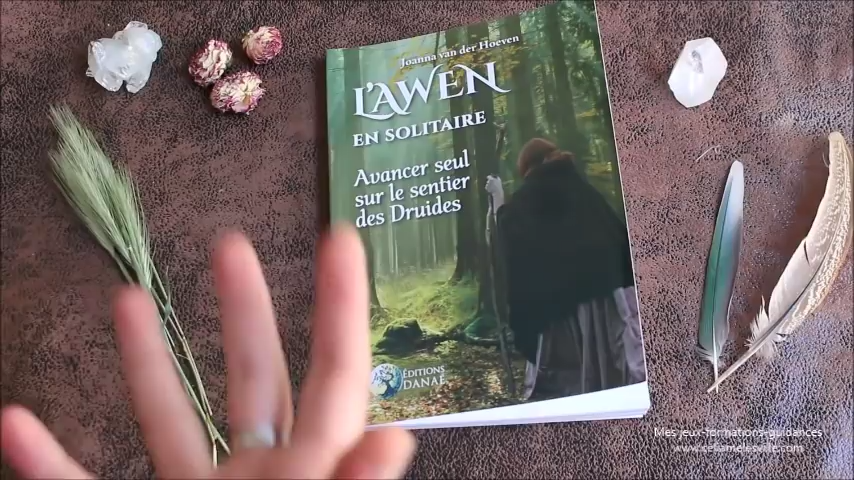 Joanna van der Hoeven
L'AWEN
EN SOLITAIRE
Avancer seul
sur le sentier
des Druides
ÉDITIONS
DANAÉ
Mes jeux-formations-guidances
www.cefiamelesvate.com